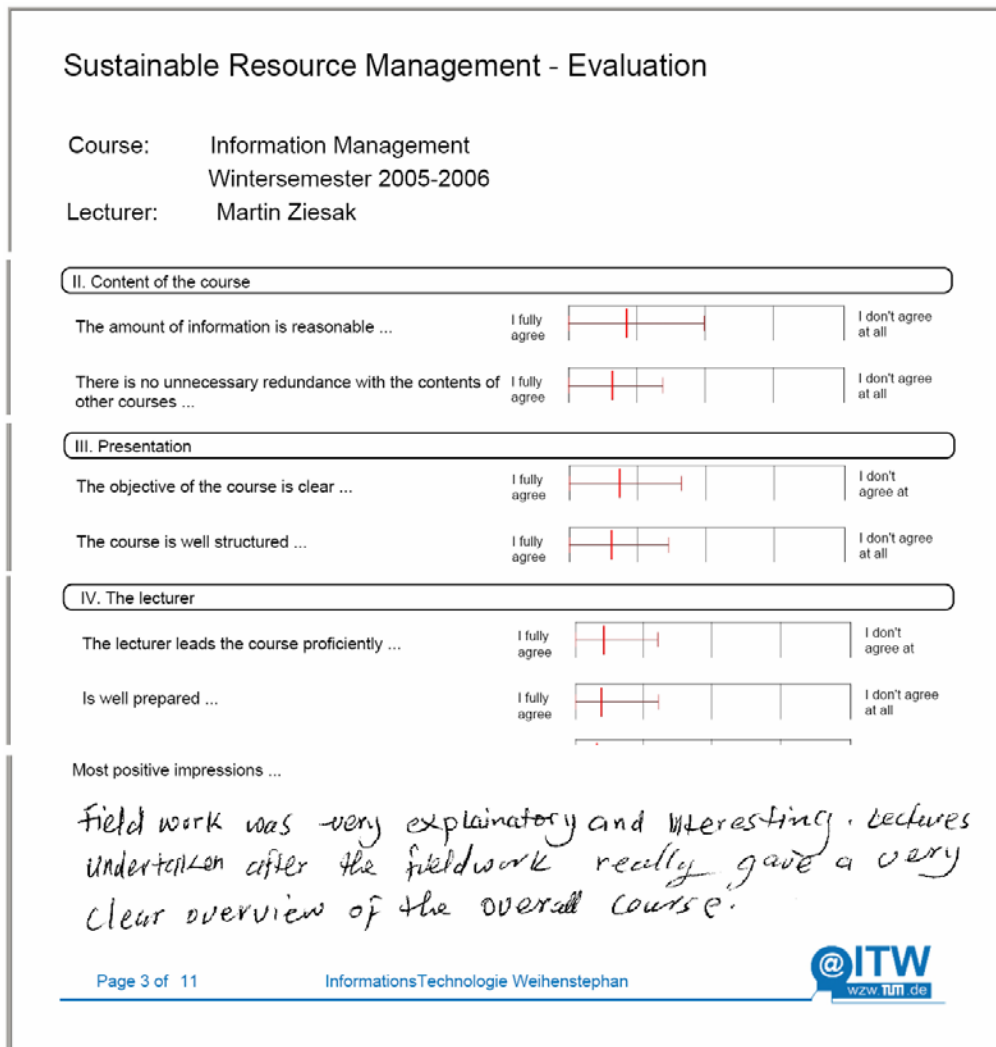 Sustainable Resource Management - Evaluation
Course: Information Management
Wintersemester 2005-2006
Lecturer: Martin Ziesak
II. Content of the course
The amount of information is reasonable ...
I fully
agree
I don't agree
at all
There is no unnecessary redundance with the contents of
other courses ...
I fully
agree
I don't agree
at all
III. Presentation
The objective of the course is clear ...
I fully
agree
I don't
agree at
The course is well structured ...
I fully
agree
I don't agree
at all
IV. The lecturer
The lecturer leads the course proficiently ...
I fully
agree
I don't
agree at
Is well prepared ...
I fully
agree
I don't agree
at all
Most positive impressions ...
Field work was very explainatory and interesting. Lectures
undertaken after the fieldwork really gave a very
clear overview of the overall course.
Page 3 of 11
InformationsTechnologie Weihenstephan
@ITW
wzw.TUM.de